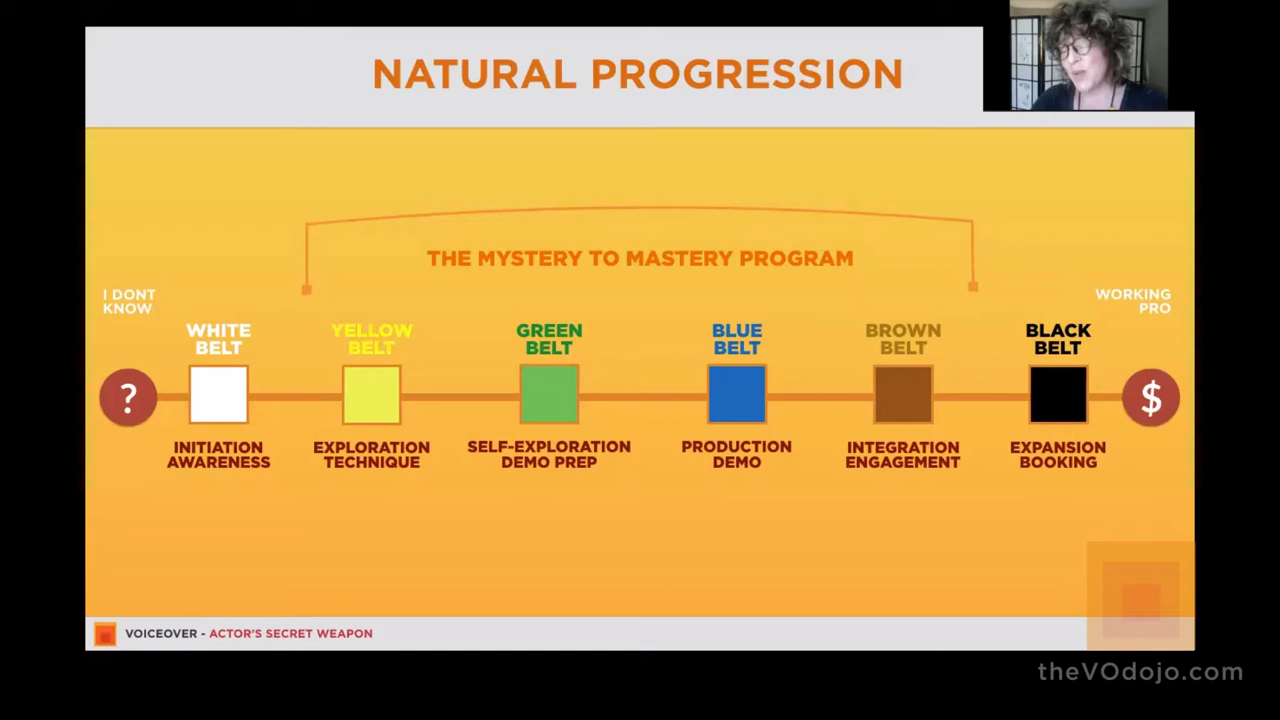 NATURAL PROGRESSION
THE MYSTERY TO MASTERY PROGRAM
I DONT
KNOW
WORKING
PRO
WHITE
BELT
YELLOW
BELT
GREEN
BELT
BLUE
BELT
BROWN
BELT
BLACK
BELT
?
$
INITIATION
AWARENESS
EXPLORATION
TECHNIQUE
SELF-EXPLORATION
DEMO PREP
PRODUCTION
DEMO
INTEGRATION
ENGAGEMENT
EXPANSION
BOOKING
VOICEOVER - ACTOR'S SECRET WEAPON
theVOdojo.com